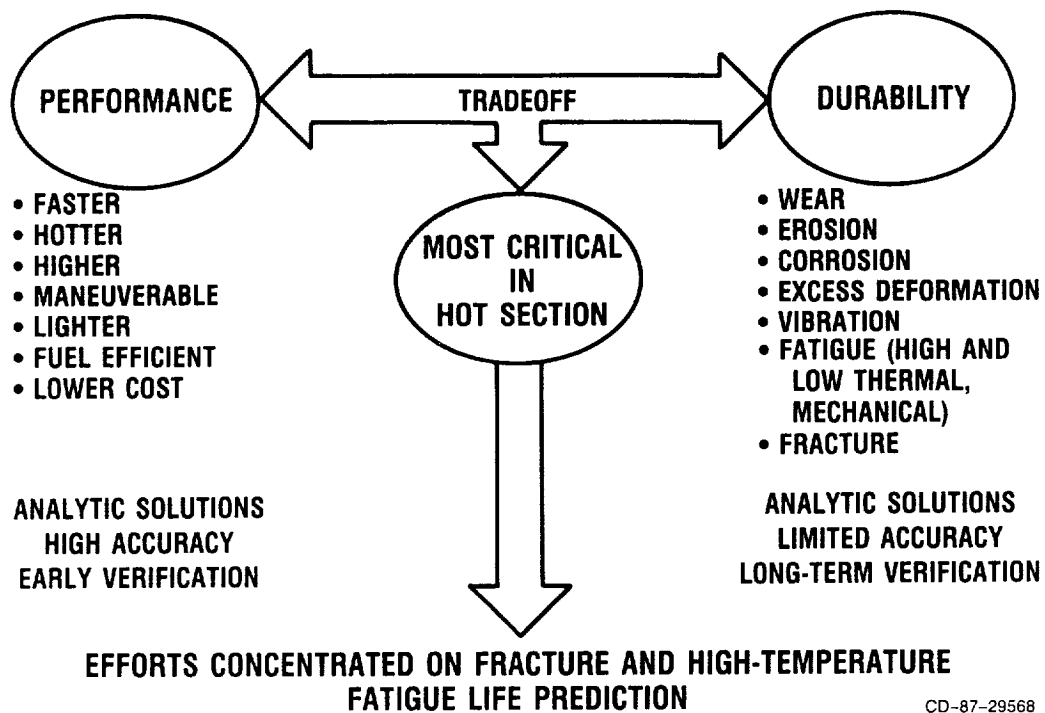 PERFORMANCE
TRADEOFF
DURABILITY
• FASTER
• HOTTER
• HIGHER
• MANEUVERABLE
• LIGHTER
• FUEL EFFICIENT
• LOWER COST
MOST CRITICAL
IN
HOT SECTION
• WEAR
• EROSION
• CORROSION
• EXCESS DEFORMATION
• VIBRATION
• FATIGUE (HIGH AND
LOW THERMAL,
MECHANICAL)
• FRACTURE
ANALYTIC SOLUTIONS
HIGH ACCURACY
EARLY VERIFICATION
ANALYTIC SOLUTIONS
LIMITED ACCURACY
LONG-TERM VERIFICATION
EFFORTS CONCENTRATED ON FRACTURE AND HIGH-TEMPERATURE
FATIGUE LIFE PREDICTION
CD-87-29568